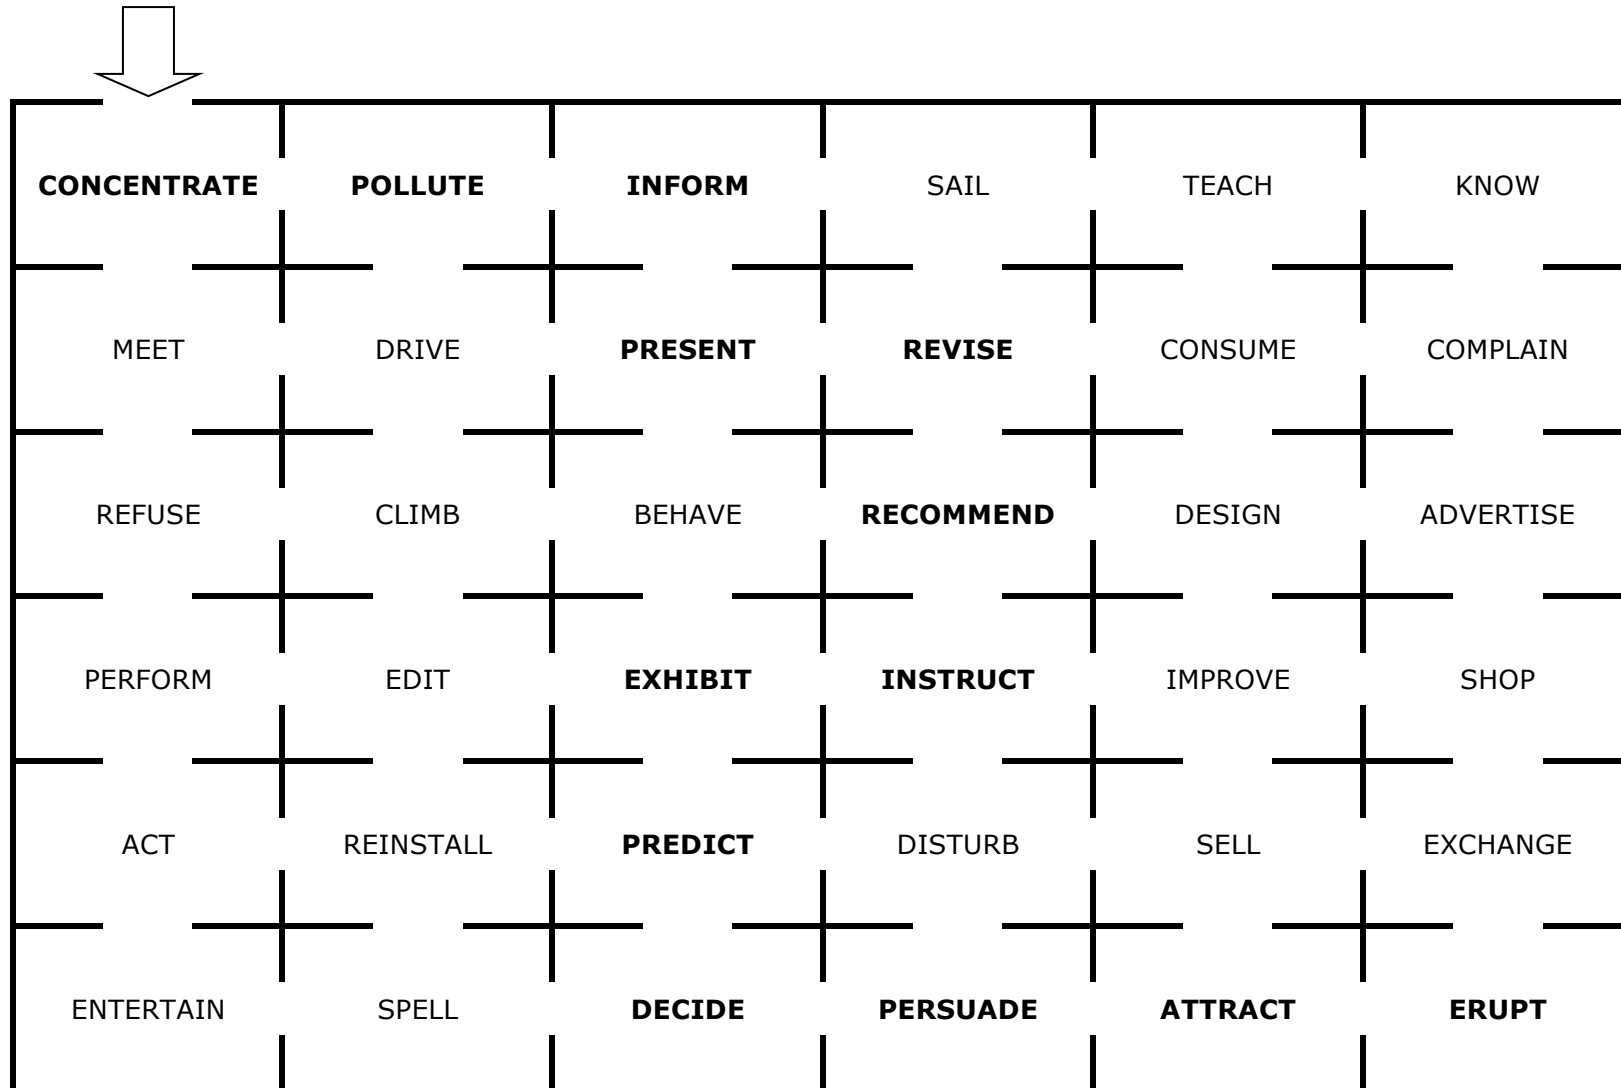 CONCENTRATE POLLUTE INFORM SAIL TEACH KNOW
MEET DRIVE PRESENT REVISE CONSUME COMPLAIN
REFUSE CLIMB BEHAVE RECOMMEND DESIGN ADVERTISE
PERFORM EDIT EXHIBIT INSTRUCT IMPROVE SHOP
ACT REINSTALL PREDICT DISTURB SELL EXCHANGE
ENTERTAIN SPELL DECIDE PERSUADE ATTRACT ERUPT